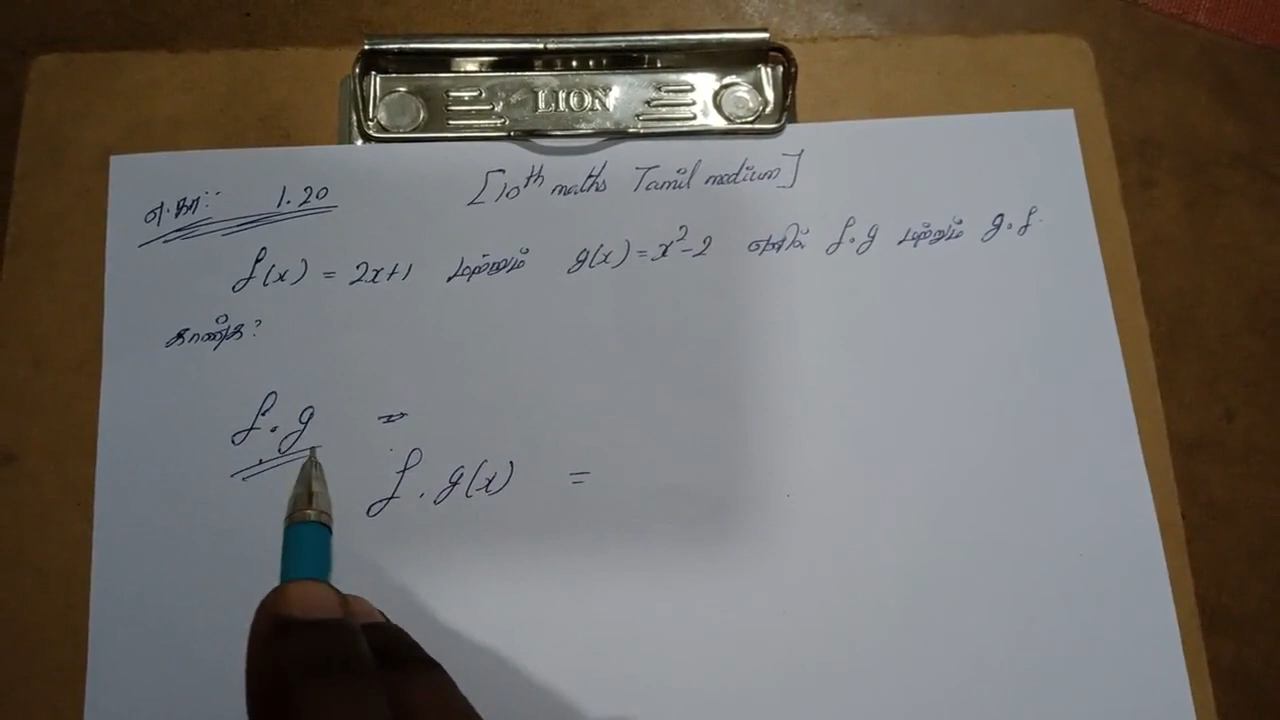 LION
[10th maths Tamil medium]
எ.கா:- 1.20
f(x) = 2x+1 மற்றும் g(x) = x²-2 எனில் f.g மற்றும் g.f.
காண்க?
f.g =
f.g(x) =